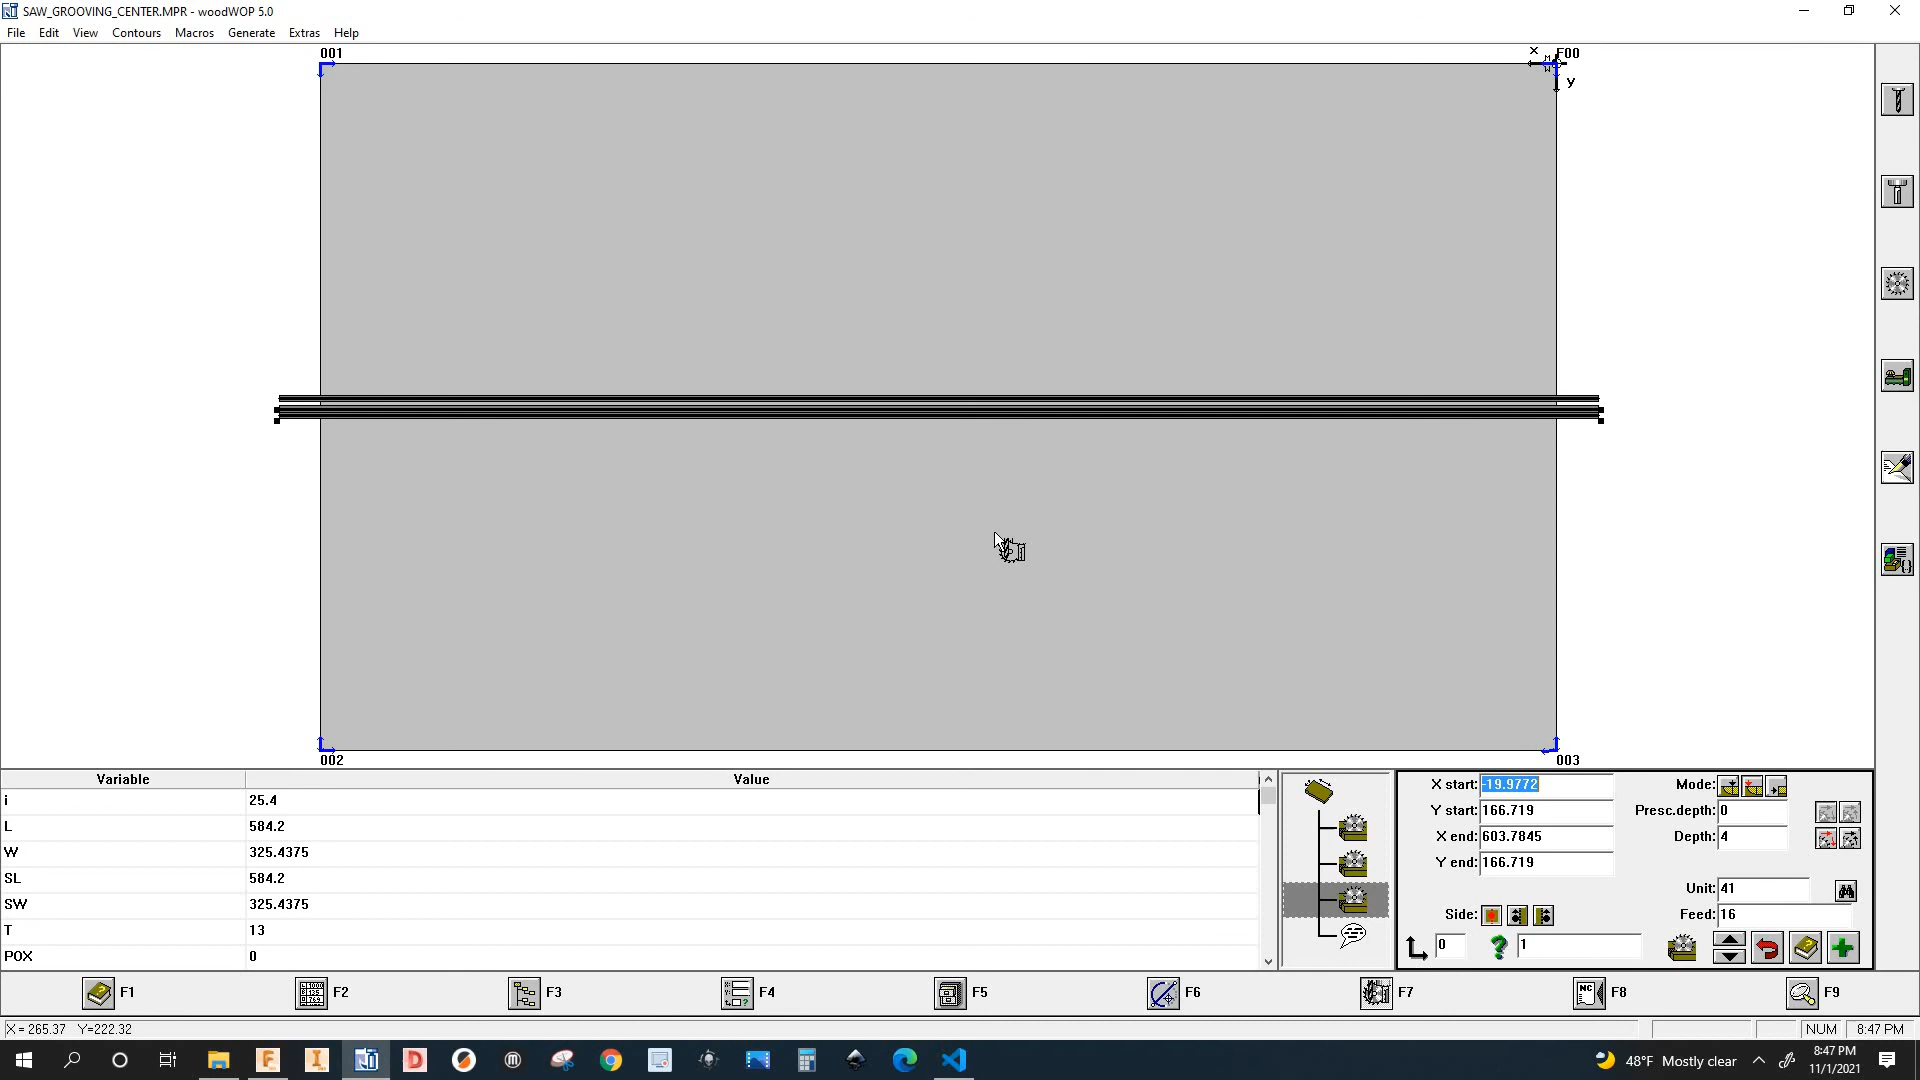 SAW_GROOVING_CENTER.MPR - woodWOP 5.0
File Edit View Contours Macros Generate Extras Help
001
x
F00
y
002
003
Variable Value
i 25.4
L 584.2
W 325.4375
SL 584.2
SW 325.4375
T 13
POX 0
X start: -19.9772
Y start: 166.719
X end: 603.7845
Y end: 166.719
Mode:
Presc.depth: 0
Depth: 4
Unit: 41
Side:
Feed: 16
0 ? 1
F1 F2 F3 F4 F5 F6 F7 NC F8 F9
X = 265.37 Y=222.32
NUM 8:47 PM
48°F Mostly clear
8:47 PM
11/1/2021